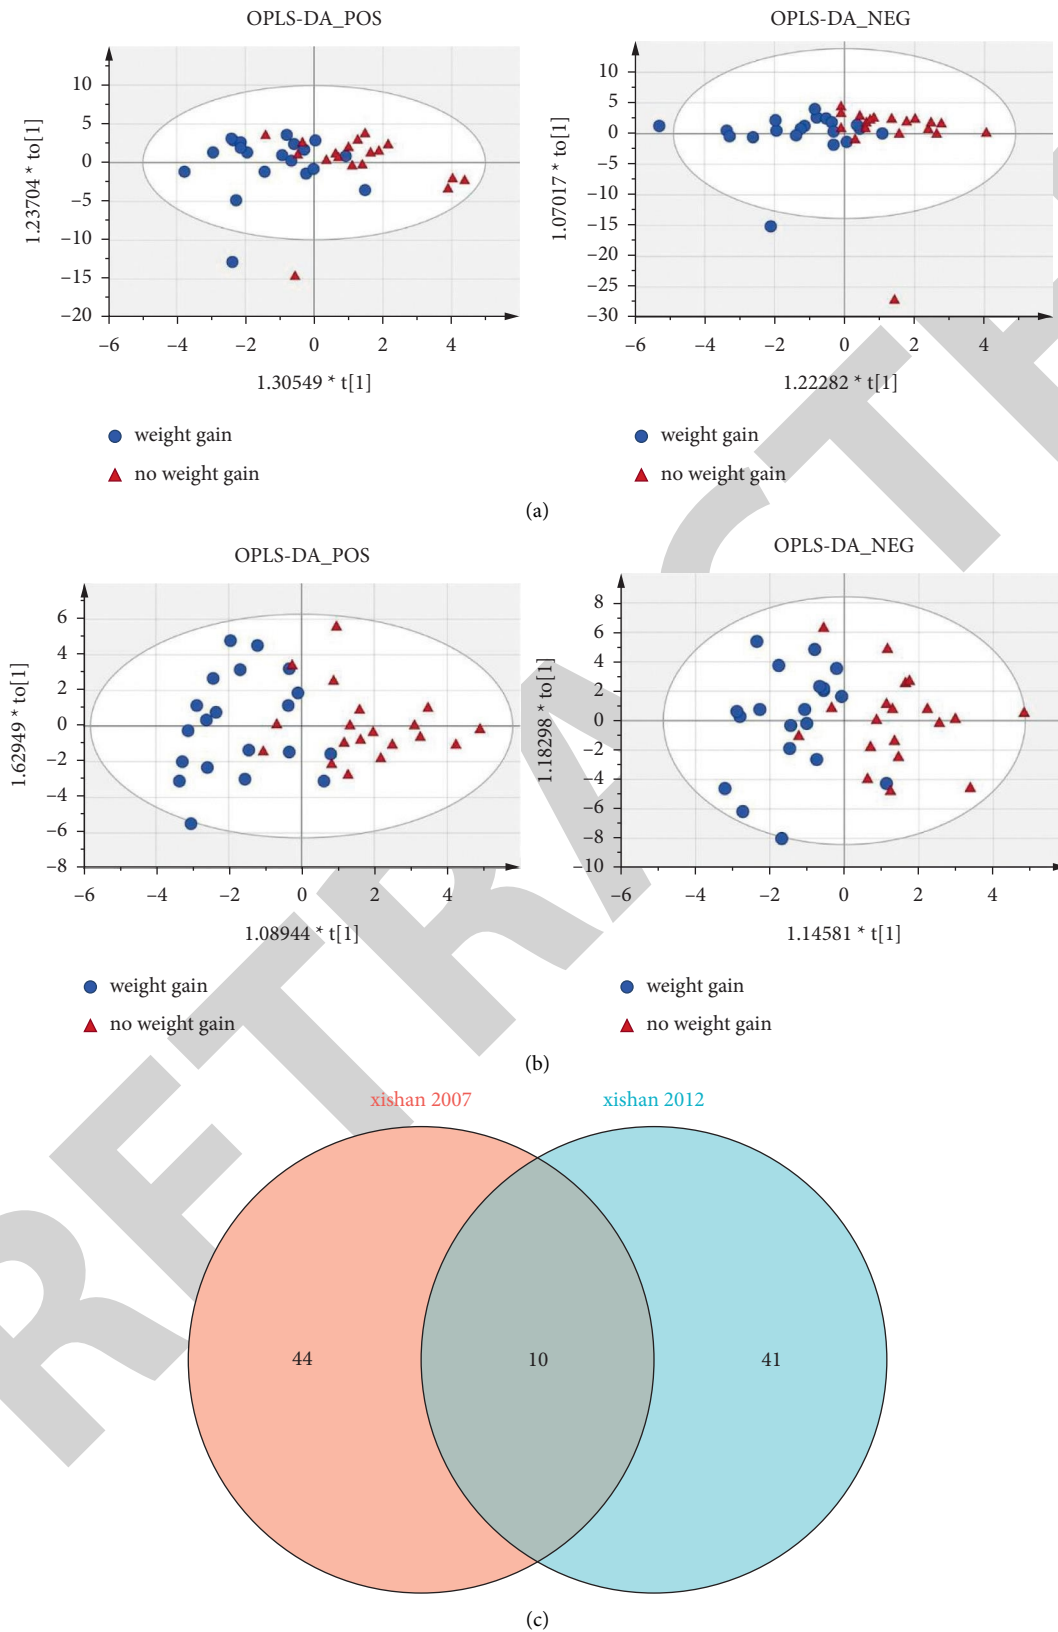 OPLS-DA_POS
10
5
0
−5
−10
−15
−20
1.23704 * to[1]
−6 −4 −2 0 2 4
1.30549 * t[1]
weight gain
no weight gain
OPLS-DA_NEG
10
5
0
−5
−10
−15
−20
−25
−30
1.07017 * to[1]
−6 −4 −2 0 2 4
1.22282 * t[1]
weight gain
no weight gain
(a)
OPLS-DA_POS
6
4
2
0
−2
−4
−6
−8
1.62949 * to[1]
−6 −4 −2 0 2 4
1.08944 * t[1]
weight gain
no weight gain
OPLS-DA_NEG
8
6
4
2
0
−2
−4
−6
−8
−10
1.18298 * to[1]
−6 −4 −2 0 2 4
1.14581 * t[1]
weight gain
no weight gain
(b)
xishan 2007 xishan 2012
44 10 41
(c)
RETRACTE